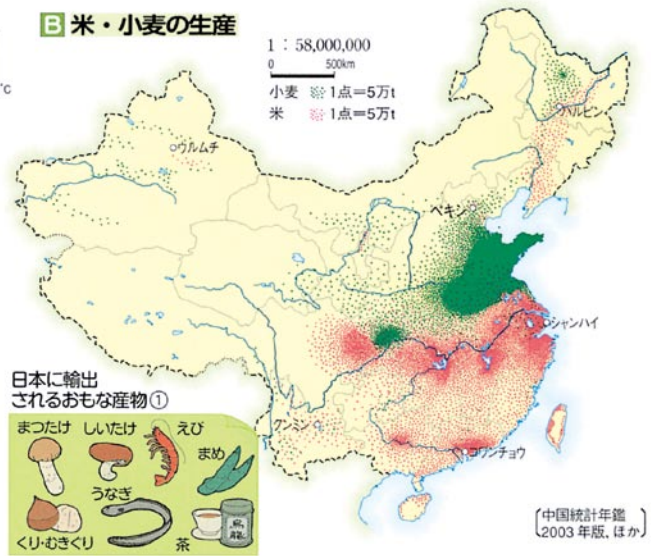 B 米・小麦の生産
℃
1 : 58,000,000
0 500km
小麦 1点=5万t
米 1点=5万t
ハルビン
ウルムチ
ペキン
シャンハイ
クンミン
コワンチョウ
日本に輸出
されるおもな産物①
まつたけ
しいたけ
えび
まめ
うなぎ
くり・むきぐり
茶
烏龍
中国統計年鑑
2003年版、ほか